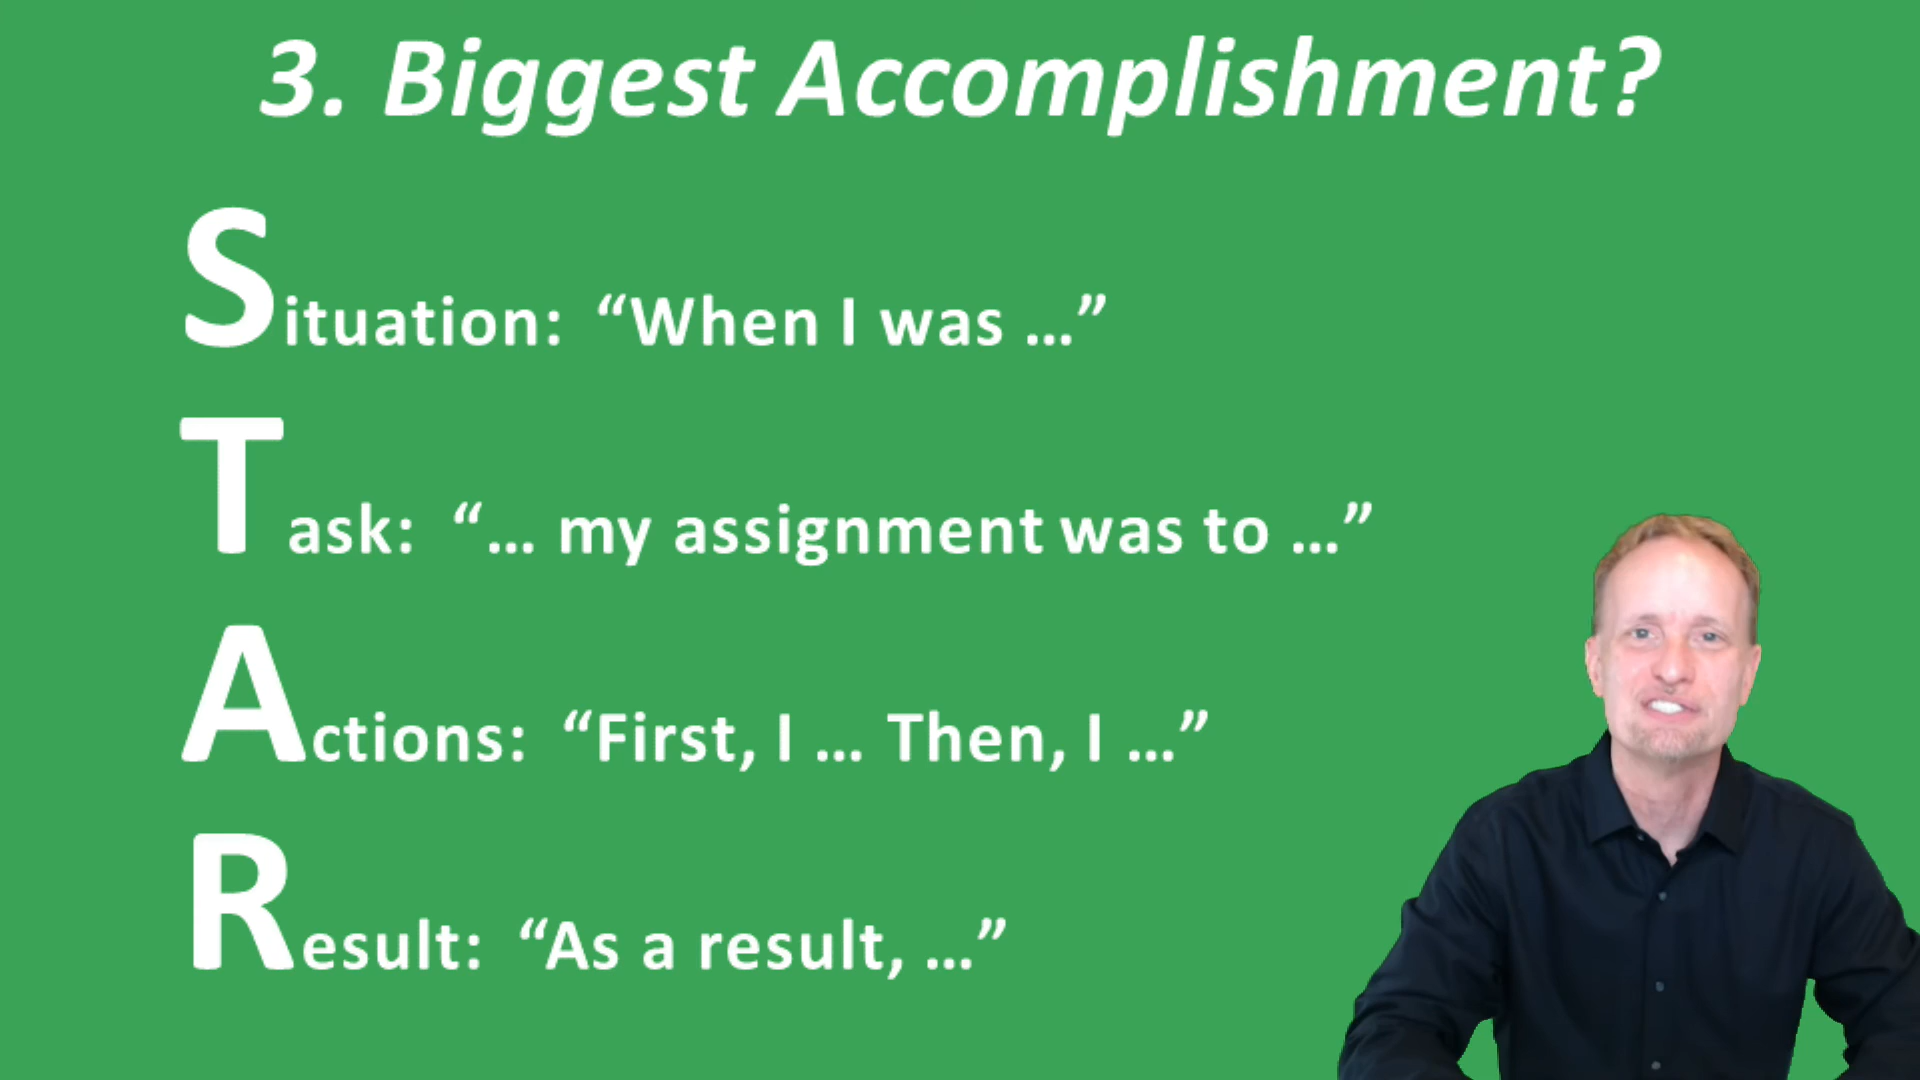 3. Biggest Accomplishment?
Situation: “When I was …”
Task: “… my assignment was to …”
Actions: “First, I … Then, I …”
Result: “As a result, …”